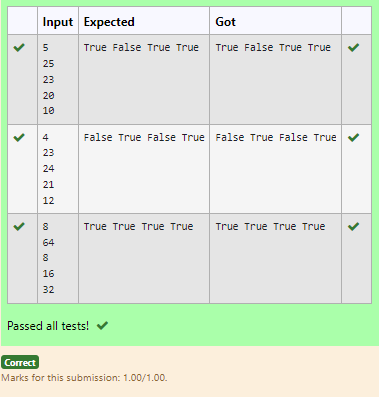 Input Expected Got
5 True False True True True False True True
25
23
20
10
4 False True False True False True False True
23
24
21
12
8 True True True True True True True True
64
8
16
32
Passed all tests!
Correct
Marks for this submission: 1.00/1.00.